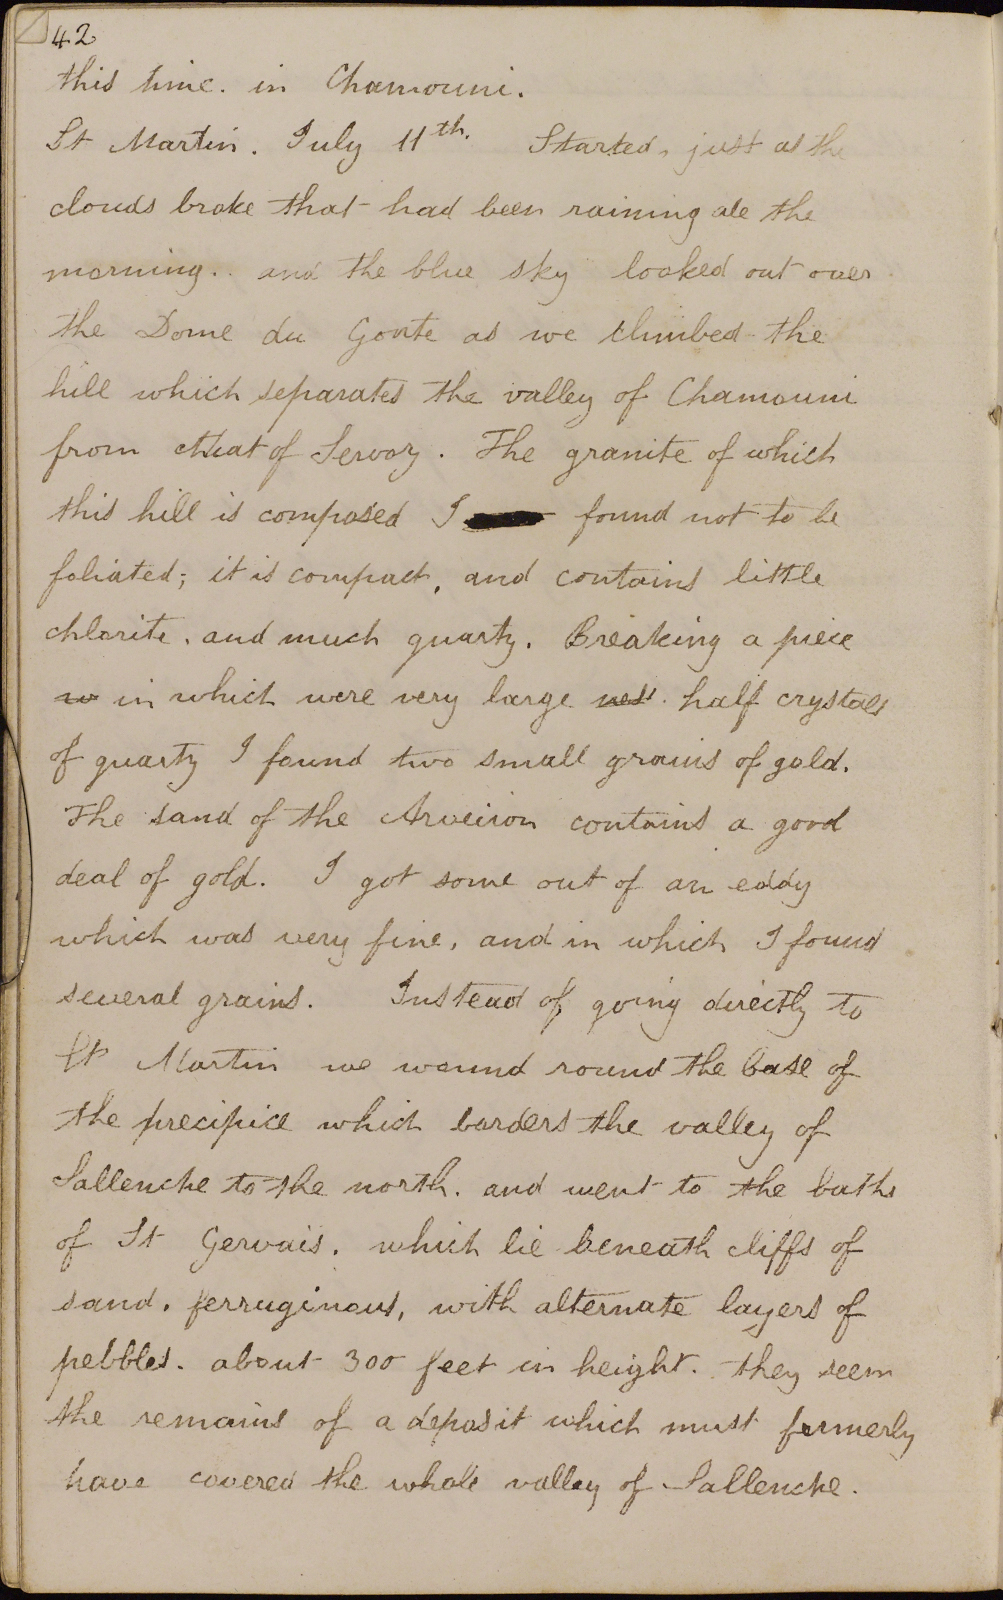 42
this time. in Chamouni.
St Martin. July 11th. Started, just as the
clouds broke that had been raining all the
morning.. and the blue sky looked out over
the Dome du Goute as we climbed the
hill which separates the valley of Chamouni
from that of Servoz. The granite of which
this hill is composed I found not to be
foliated; it is compact, and contains little
chlorite, and much quartz. Breaking a piece
w in which were very large ness. half crystals
of quartz I found two small grains of gold.
The sand of the Arveiron contains a good
deal of gold. I got some out of an eddy
which was very fine, and in which I found
several grains. Instead of going directly to
St Martin we wound round the base of
the precipice which borders the valley of
Sallenche to the north. and went to the baths
of St Gervais. which lie beneath cliffs of
sand, ferruginous, with alternate layers of
pebbles. about 300 feet in height. they seem
the remains of a deposit which must formerly
have covered the whole valley of Sallenche.